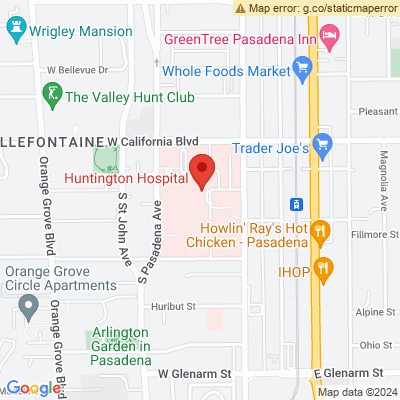 Map error: g.co/staticmaperror
Wrigley Mansion
GreenTree Pasadena Inn
W Bellevue Dr
Whole Foods Market
The Valley Hunt Club
Pleasant
LLEFONTAINE
W California Blvd
Trader Joe's
Huntington Hospital
Magnolia Ave
Orange Grove Blvd
S St John Ave
S Pasadena Ave
Howlin' Ray's Hot
Chicken - Pasadena
Fillmore St
Orange Grove
Circle Apartments
IHOP
Hurlbut St
Alpine St
Arlington
Garden in
Pasadena
Orange Grove Blvd
Ohio St
W Glenarm St
E Glenarm St
Google
Map data ©2024